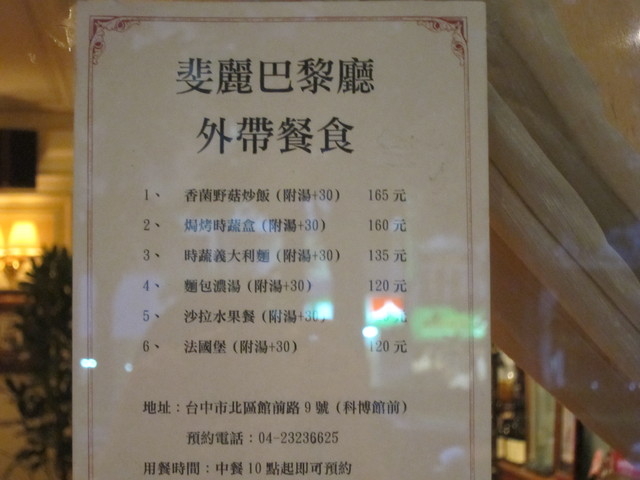 斐麗巴黎廳
外帶餐食
1、 香菌野菇炒飯(附湯+30) 165元
2、 焗烤時蔬盒(附湯+30) 160元
3、 時蔬義大利麵(附湯+30) 135元
4、 麵包濃湯(附湯+30) 120元
5、 沙拉水果餐(附湯+30) 元
6、 法國堡(附湯+30) 120元
地址:台中市北區館前路9號(科博館前)
預約電話:04-23236625
用餐時間:中餐10點起即可預約